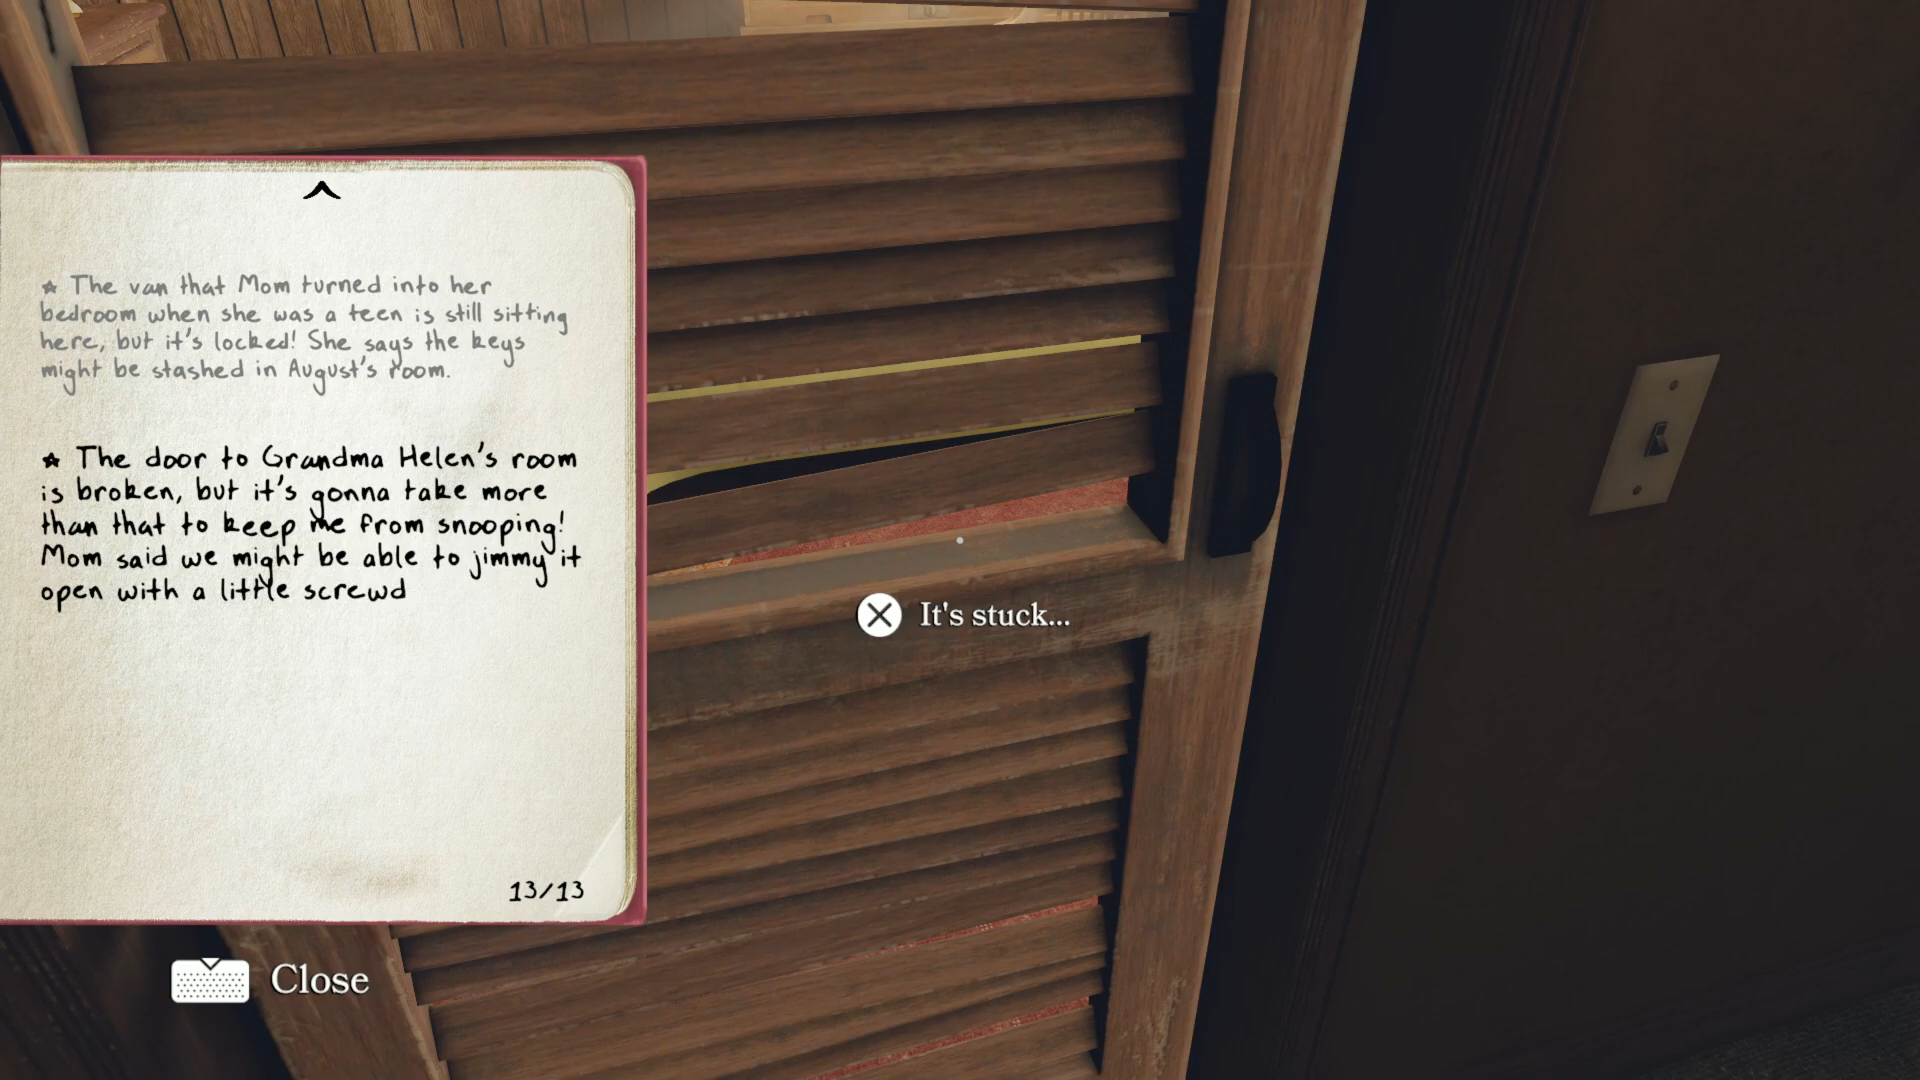 ☆ The van that Mom turned into her
bedroom when she was a teen is still sitting
here, but it's locked! She says the keys
might be stashed in August's room.
☆ The door to Grandma Helen's room
is broken, but it's gonna take more
than that to keep me from snooping!
Mom said we might be able to jimmy it
open with a little screwd
13/13
It's stuck...
Close